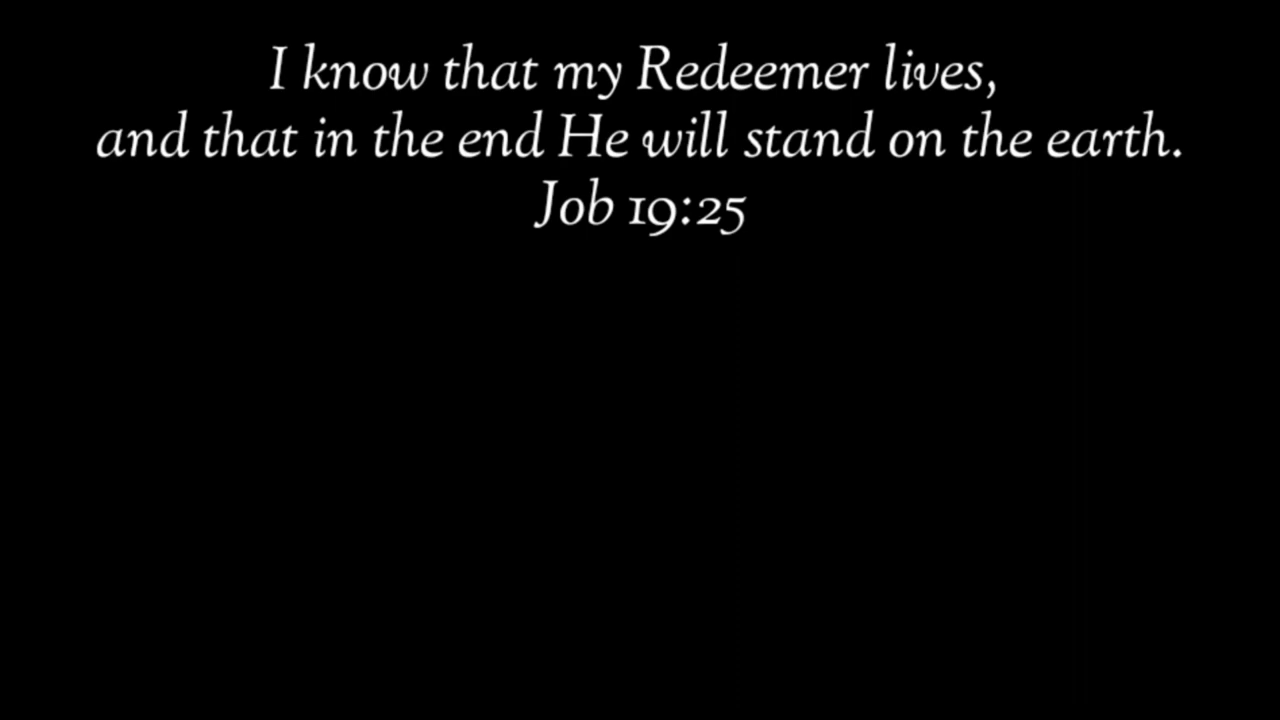 I know that my Redeemer lives,
and that in the end He will stand on the earth.
Job 19:25